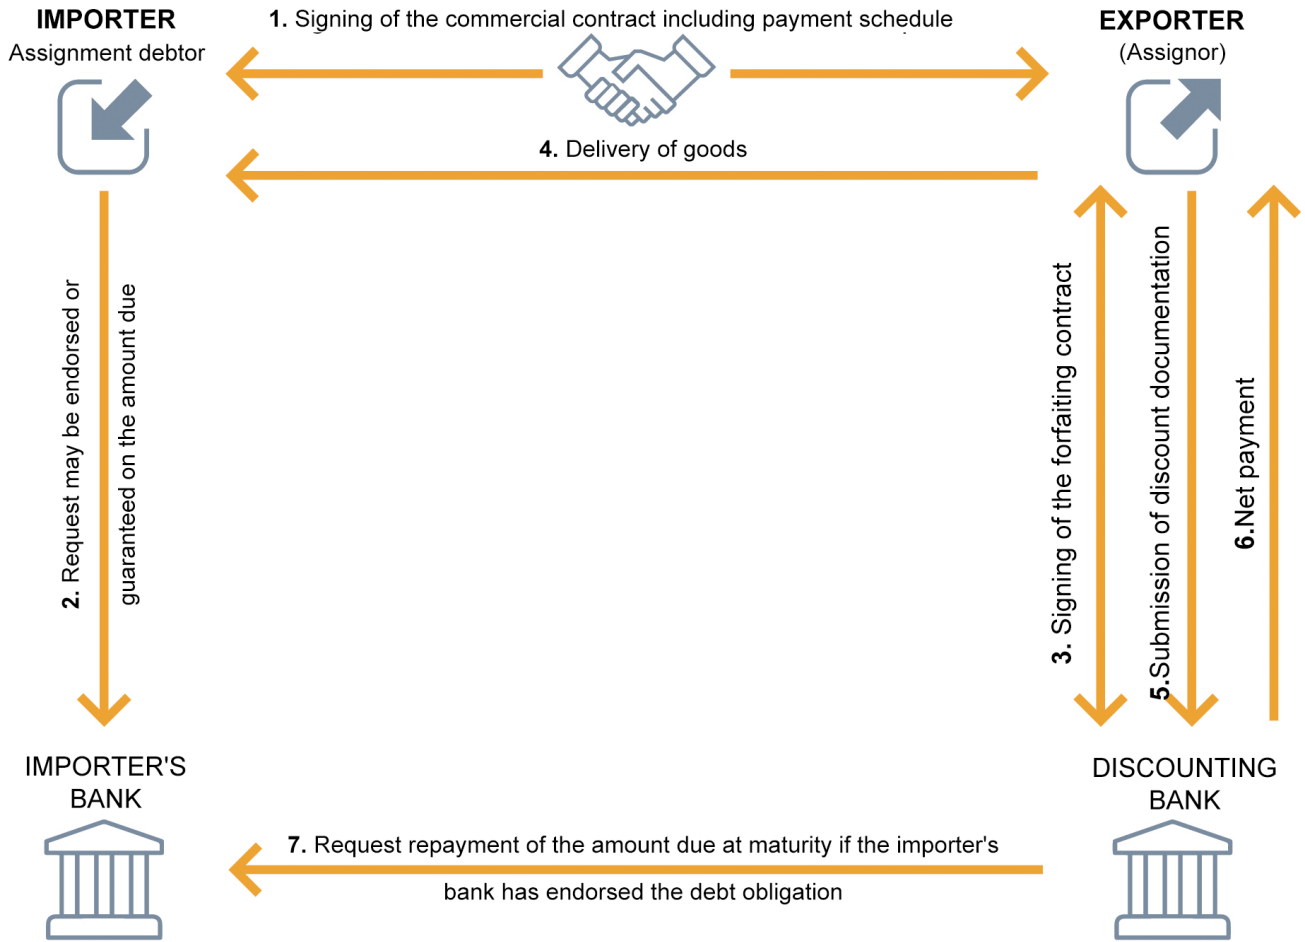 IMPORTER
Assignment debtor
1. Signing of the commercial contract including payment schedule
EXPORTER
(Assignor)
4. Delivery of goods
2. Request may be endorsed or
guaranteed on the amount due
3. Signing of the forfaiting contract
5.Submission of discount documentation
6.Net payment
IMPORTER'S
BANK
DISCOUNTING
BANK
7. Request repayment of the amount due at maturity if the importer's
bank has endorsed the debt obligation